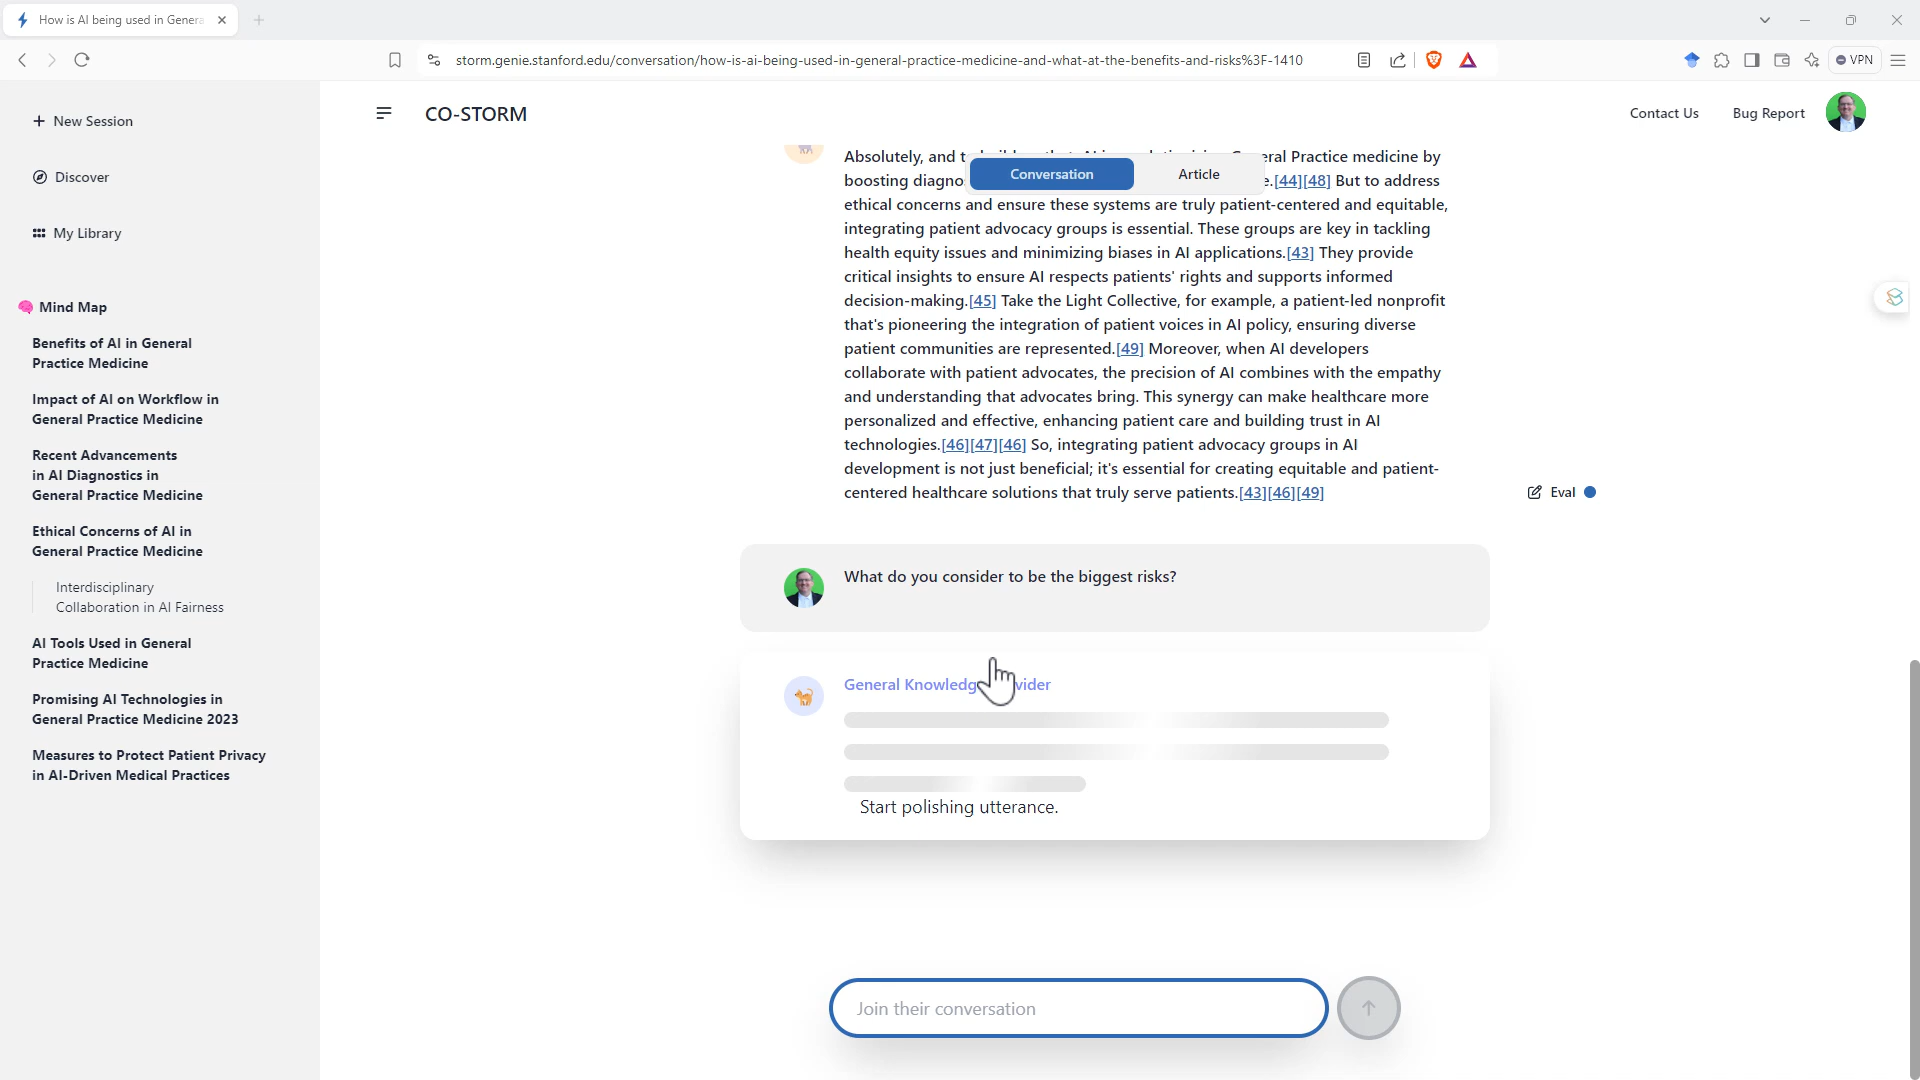 How is AI being used in Genera
storm.genie.stanford.edu/conversation/how-is-ai-being-used-in-general-practice-medicine-and-what-at-the-benefits-and-risks%3F-1410
VPN
New Session
Discover
My Library
Mind Map
Benefits of AI in General
Practice Medicine
Impact of AI on Workflow in
General Practice Medicine
Recent Advancements
in AI Diagnostics in
General Practice Medicine
Ethical Concerns of AI in
General Practice Medicine
Interdisciplinary
Collaboration in AI Fairness
AI Tools Used in General
Practice Medicine
Promising AI Technologies in
General Practice Medicine 2023
Measures to Protect Patient Privacy
in AI-Driven Medical Practices
CO-STORM
Contact Us
Bug Report
Conversation
Article
Absolutely, and Practice medicine by
boosting [44][48] But to address
ethical concerns and ensure these systems are truly patient-centered and equitable,
integrating patient advocacy groups is essential. These groups are key in tackling
health equity issues and minimizing biases in AI applications.[43] They provide
critical insights to ensure AI respects patients' rights and supports informed
decision-making.[45] Take the Light Collective, for example, a patient-led nonprofit
that's pioneering the integration of patient voices in AI policy, ensuring diverse
patient communities are represented.[49] Moreover, when AI developers
collaborate with patient advocates, the precision of AI combines with the empathy
and understanding that advocates bring. This synergy can make healthcare more
personalized and effective, enhancing patient care and building trust in AI
technologies.[46][47][46] So, integrating patient advocacy groups in AI
development is not just beneficial; it's essential for creating equitable and patient-
centered healthcare solutions that truly serve patients.[43][46][49]
Eval
What do you consider to be the biggest risks?
General
Start polishing utterance.
Join their conversation